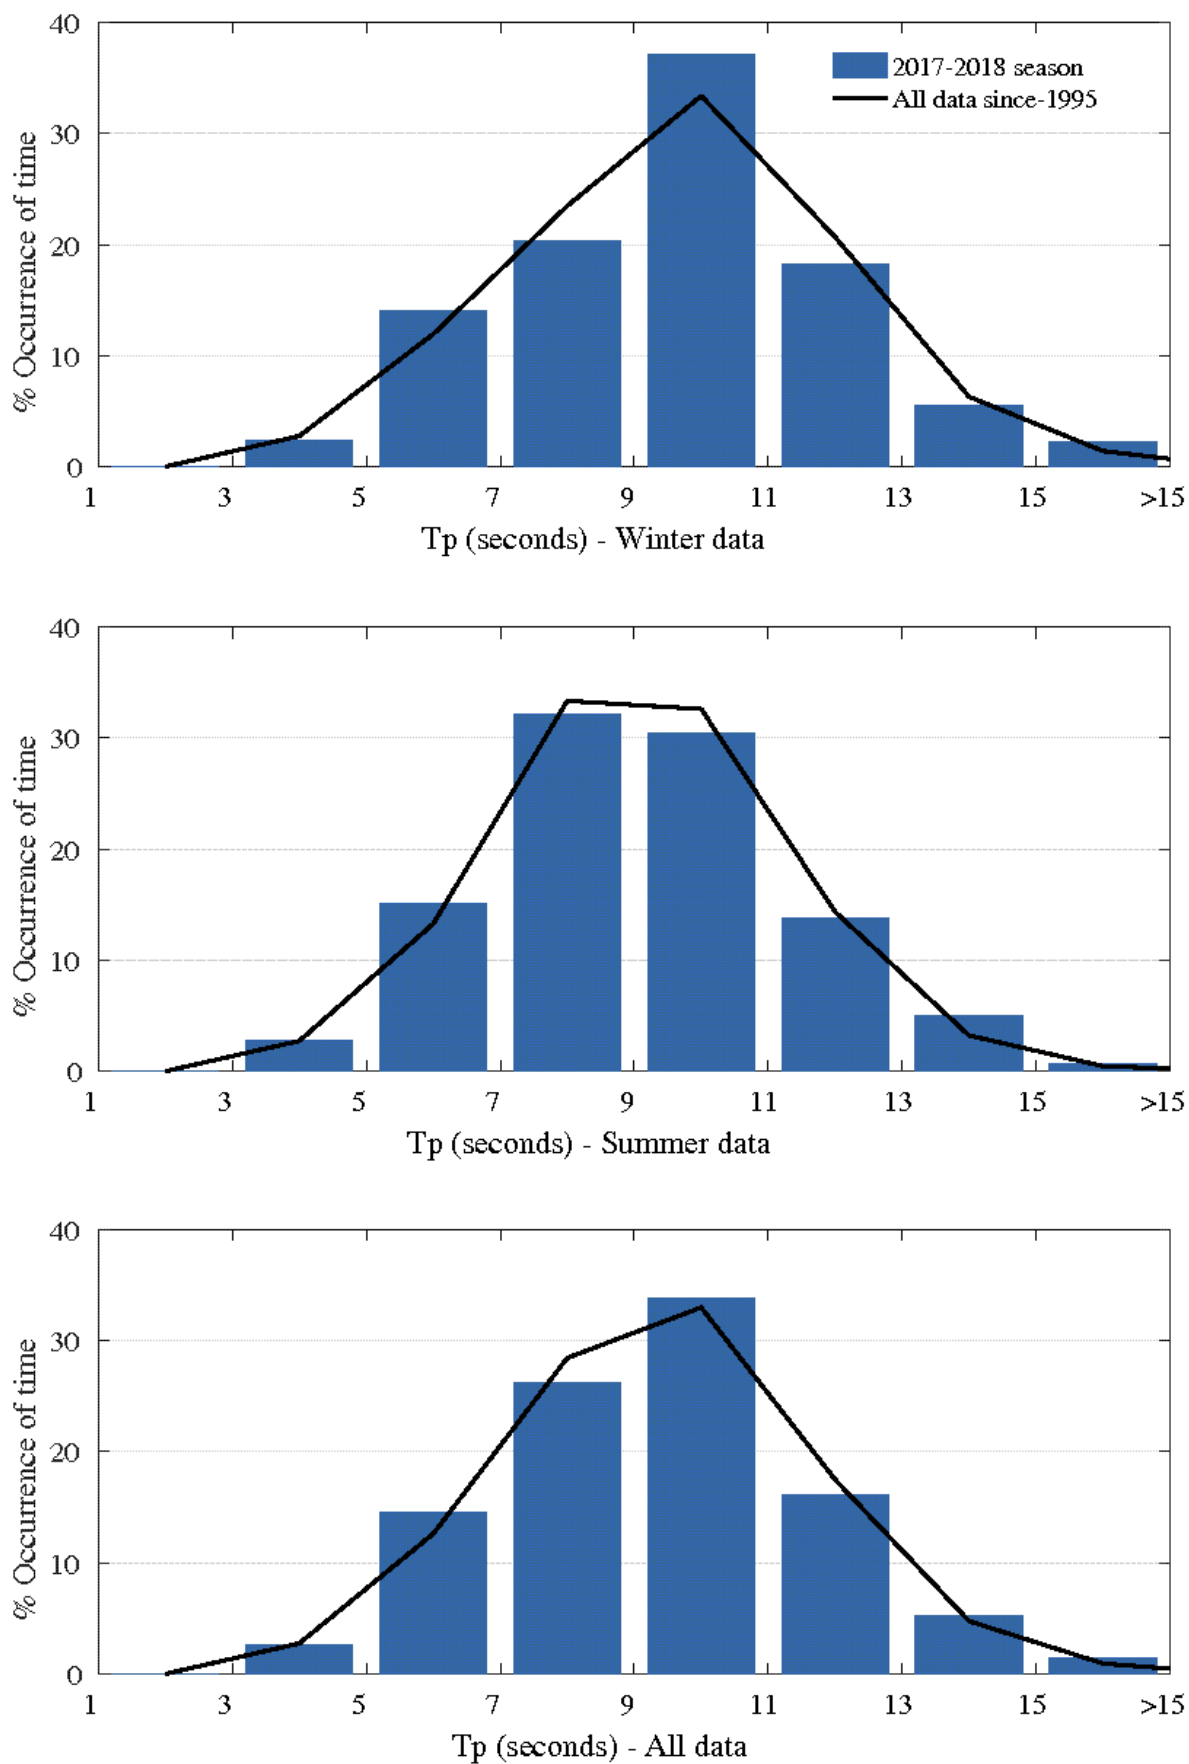 40
2017-2018 season
All data since-1995
30
20
10
0
% Occurrence of time
1 3 5 7 9 11 13 15 >15
Tp (seconds) - Winter data
40
30
20
10
0
% Occurrence of time
1 3 5 7 9 11 13 15 >15
Tp (seconds) - Summer data
40
30
20
10
0
% Occurrence of time
1 3 5 7 9 11 13 15 >15
Tp (seconds) - All data